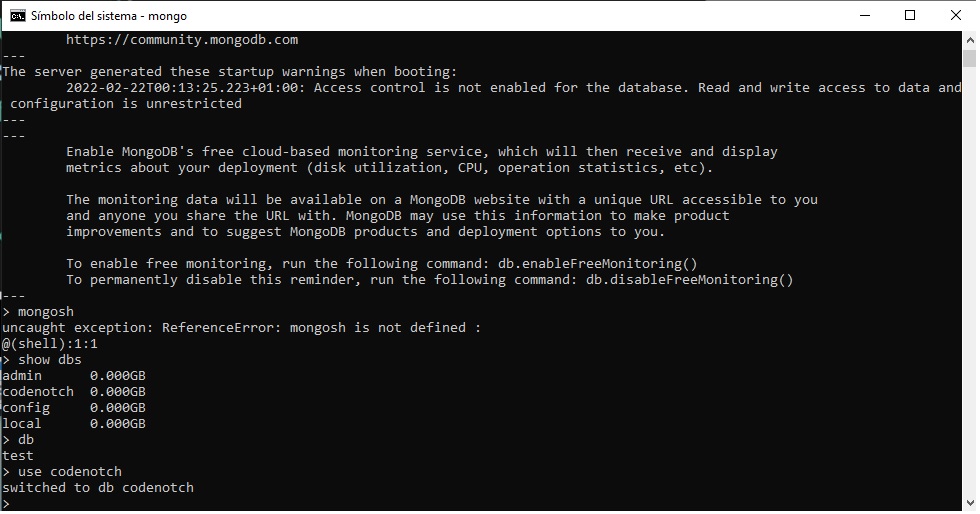 Símbolo del sistema - mongo
https://community.mongodb.com
---
The server generated these startup warnings when booting:
2022-02-22T00:13:25.223+01:00: Access control is not enabled for the database. Read and write access to data and
configuration is unrestricted
---
---
Enable MongoDB's free cloud-based monitoring service, which will then receive and display
metrics about your deployment (disk utilization, CPU, operation statistics, etc).
The monitoring data will be available on a MongoDB website with a unique URL accessible to you
and anyone you share the URL with. MongoDB may use this information to make product
improvements and to suggest MongoDB products and deployment options to you.
To enable free monitoring, run the following command: db.enableFreeMonitoring()
To permanently disable this reminder, run the following command: db.disableFreeMonitoring()
---
> mongosh
uncaught exception: ReferenceError: mongosh is not defined :
@(shell):1:1
> show dbs
admin 0.000GB
codenotch 0.000GB
config 0.000GB
local 0.000GB
> db
test
> use codenotch
switched to db codenotch
>